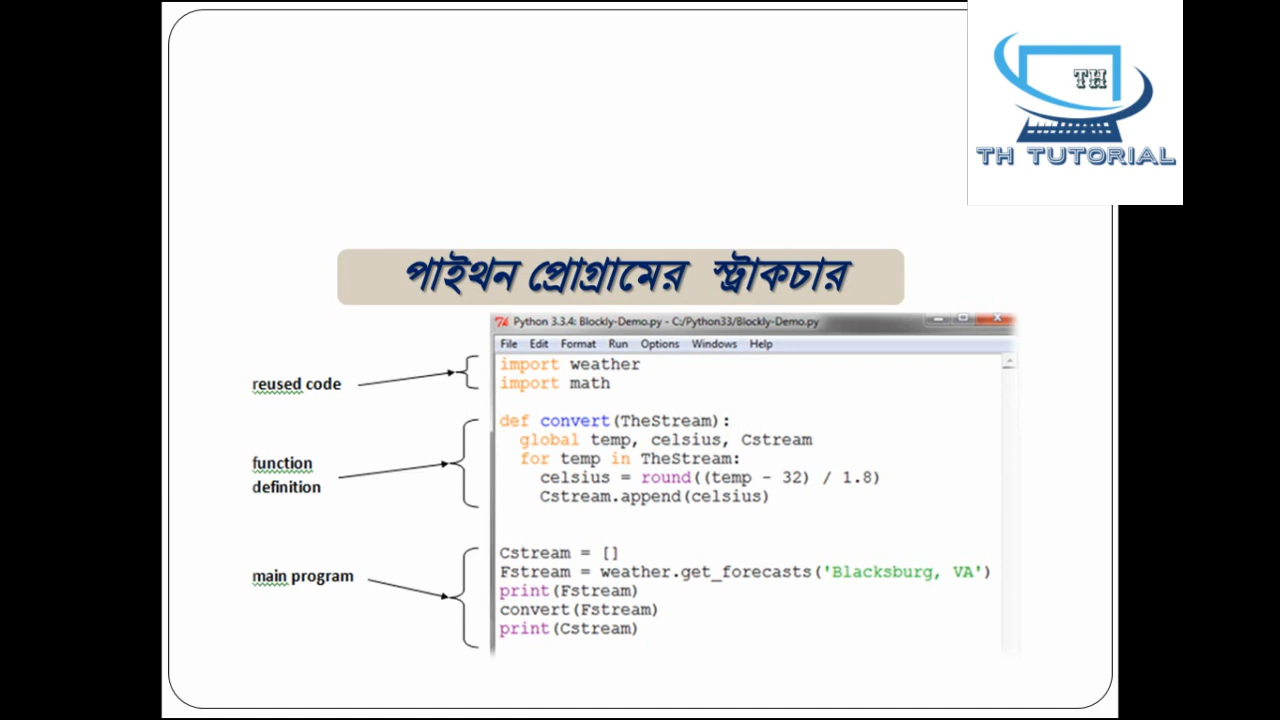 TH
TH TUTORIAL
পাইথন প্রোগ্রামের স্ট্রাকচার
Python 3.3.4: Blockly-Demo.py - C:/Python33/Blockly-Demo.py
File Edit Format Run Options Windows Help
reused code
import weather
import math
function
definition
def convert(TheStream):
  global temp, celsius, Cstream
  for temp in TheStream:
    celsius = round((temp - 32) / 1.8)
    Cstream.append(celsius)
main program
Cstream = []
Fstream = weather.get_forecasts('Blacksburg, VA')
print(Fstream)
convert(Fstream)
print(Cstream)